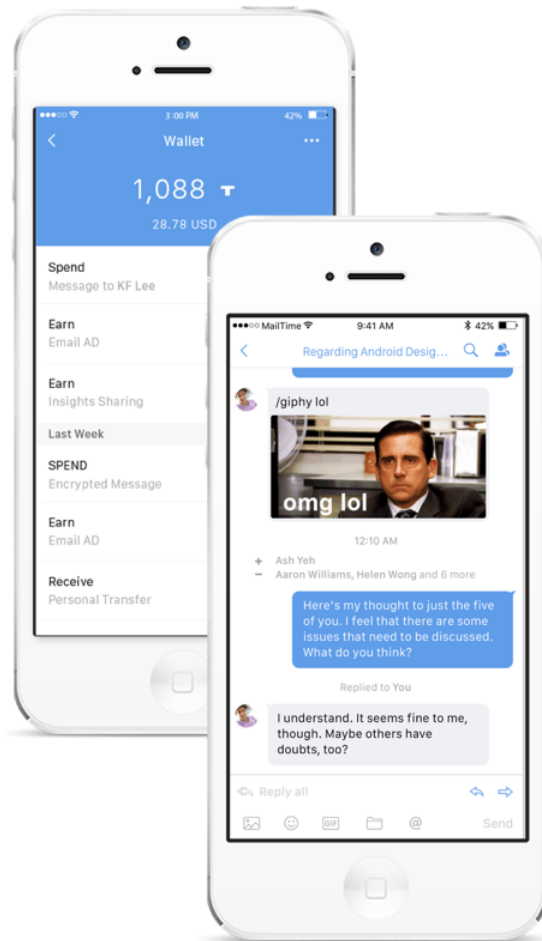 3:00 PM
42%
Wallet
1,088
28.78 USD
Spend
Message to KF Lee
Earn
Email AD
Earn
Insights Sharing
Last Week
SPEND
Encrypted Message
Earn
Email AD
Receive
Personal Transfer
MailTime
9:41 AM
42%
Regarding Android Desig...
/giphy lol
omg lol
12:10 AM
+ Ash Yeh
− Aaron Williams, Helen Wong and 6 more
Here's my thought to just the five
of you. I feel that there are some
issues that need to be discussed.
What do you think?
Replied to You
I understand. It seems fine to me,
though. Maybe others have
doubts, too?
Reply all
GIF
@
Send